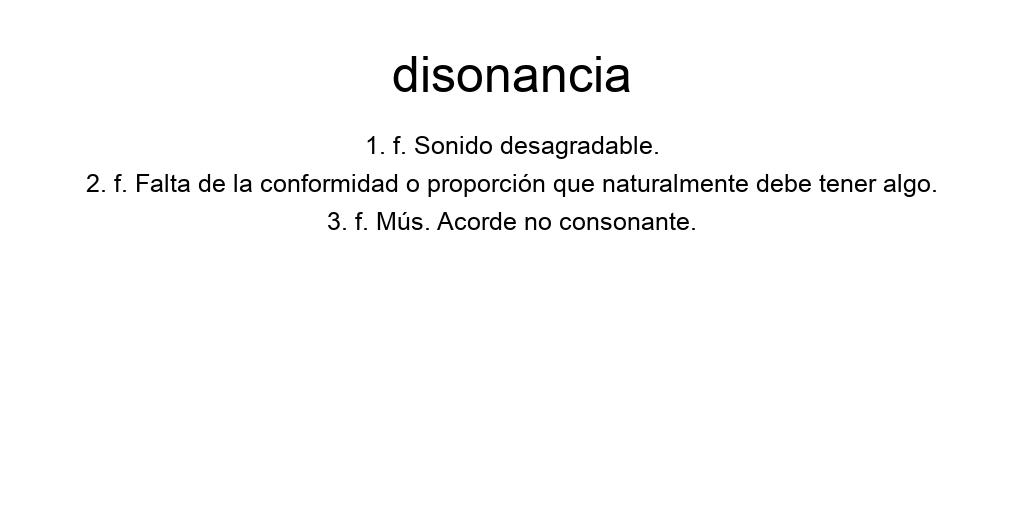 disonancia
1. f. Sonido desagradable.
2. f. Falta de la conformidad o proporción que naturalmente debe tener algo.
3. f. Mús. Acorde no consonante.